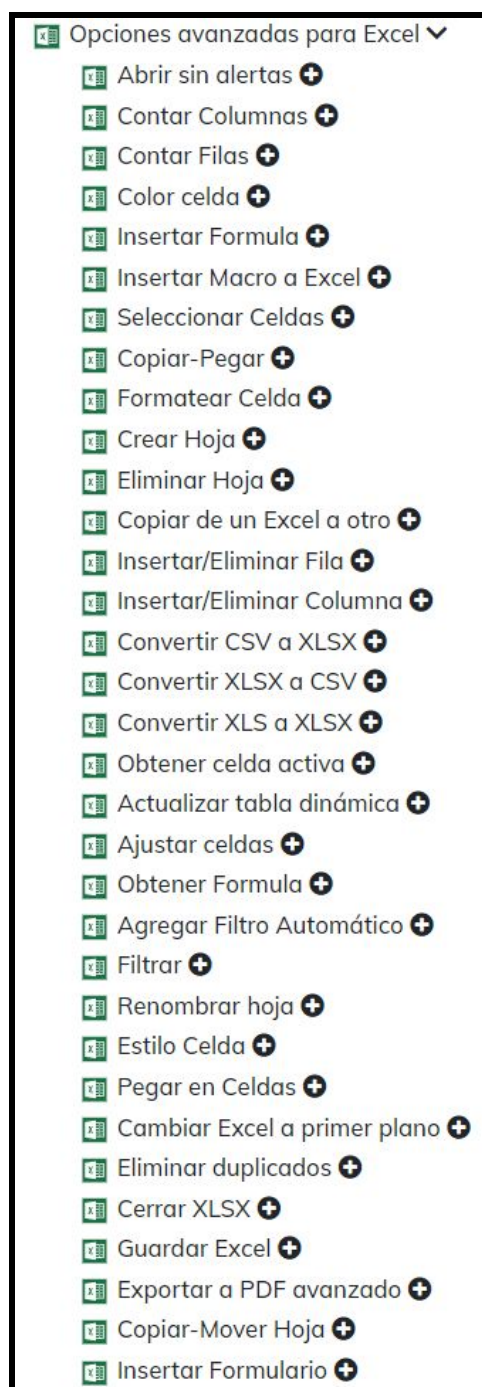 Opciones avanzadas para Excel
Abrir sin alertas
Contar Columnas
Contar Filas
Color celda
Insertar Formula
Insertar Macro a Excel
Seleccionar Celdas
Copiar-Pegar
Formatear Celda
Crear Hoja
Eliminar Hoja
Copiar de un Excel a otro
Insertar/Eliminar Fila
Insertar/Eliminar Columna
Convertir CSV a XLSX
Convertir XLSX a CSV
Convertir XLS a XLSX
Obtener celda activa
Actualizar tabla dinámica
Ajustar celdas
Obtener Formula
Agregar Filtro Automático
Filtrar
Renombrar hoja
Estilo Celda
Pegar en Celdas
Cambiar Excel a primer plano
Eliminar duplicados
Cerrar XLSX
Guardar Excel
Exportar a PDF avanzado
Copiar-Mover Hoja
Insertar Formulario